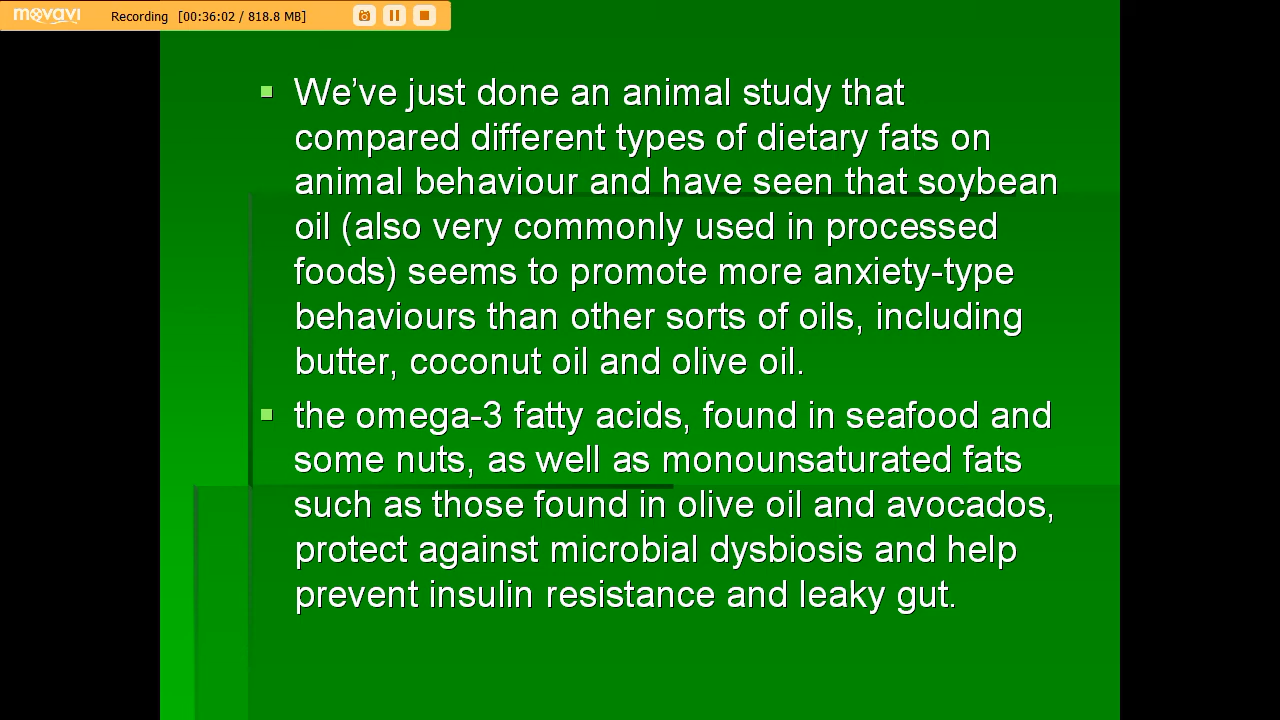 movavi Recording [00:36:02 / 818.8 MB]
We’ve just done an animal study that
compared different types of dietary fats on
animal behaviour and have seen that soybean
oil (also very commonly used in processed
foods) seems to promote more anxiety-type
behaviours than other sorts of oils, including
butter, coconut oil and olive oil.
the omega-3 fatty acids, found in seafood and
some nuts, as well as monounsaturated fats
such as those found in olive oil and avocados,
protect against microbial dysbiosis and help
prevent insulin resistance and leaky gut.